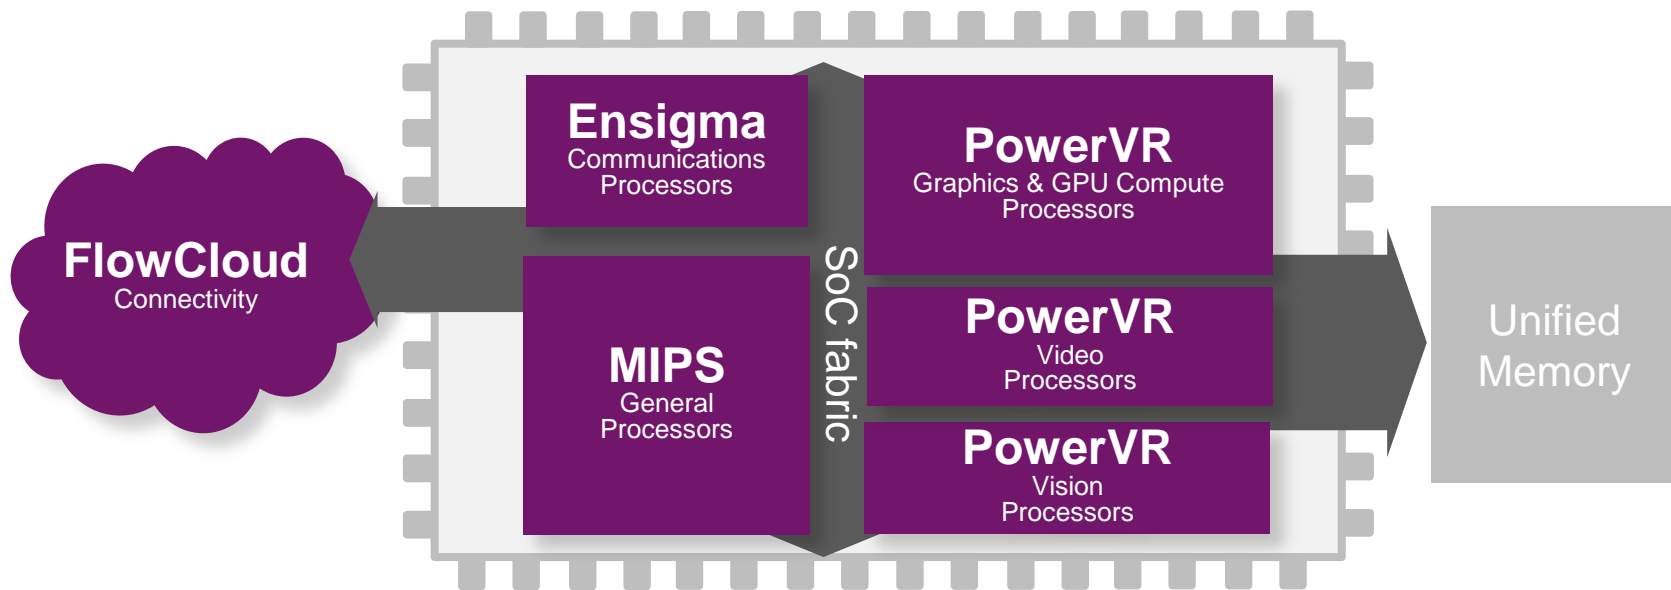 FlowCloud
Connectivity
Ensigma
Communications
Processors
MIPS
General
Processors
SoC fabric
PowerVR
Graphics & GPU Compute
Processors
PowerVR
Video
Processors
PowerVR
Vision
Processors
Unified
Memory